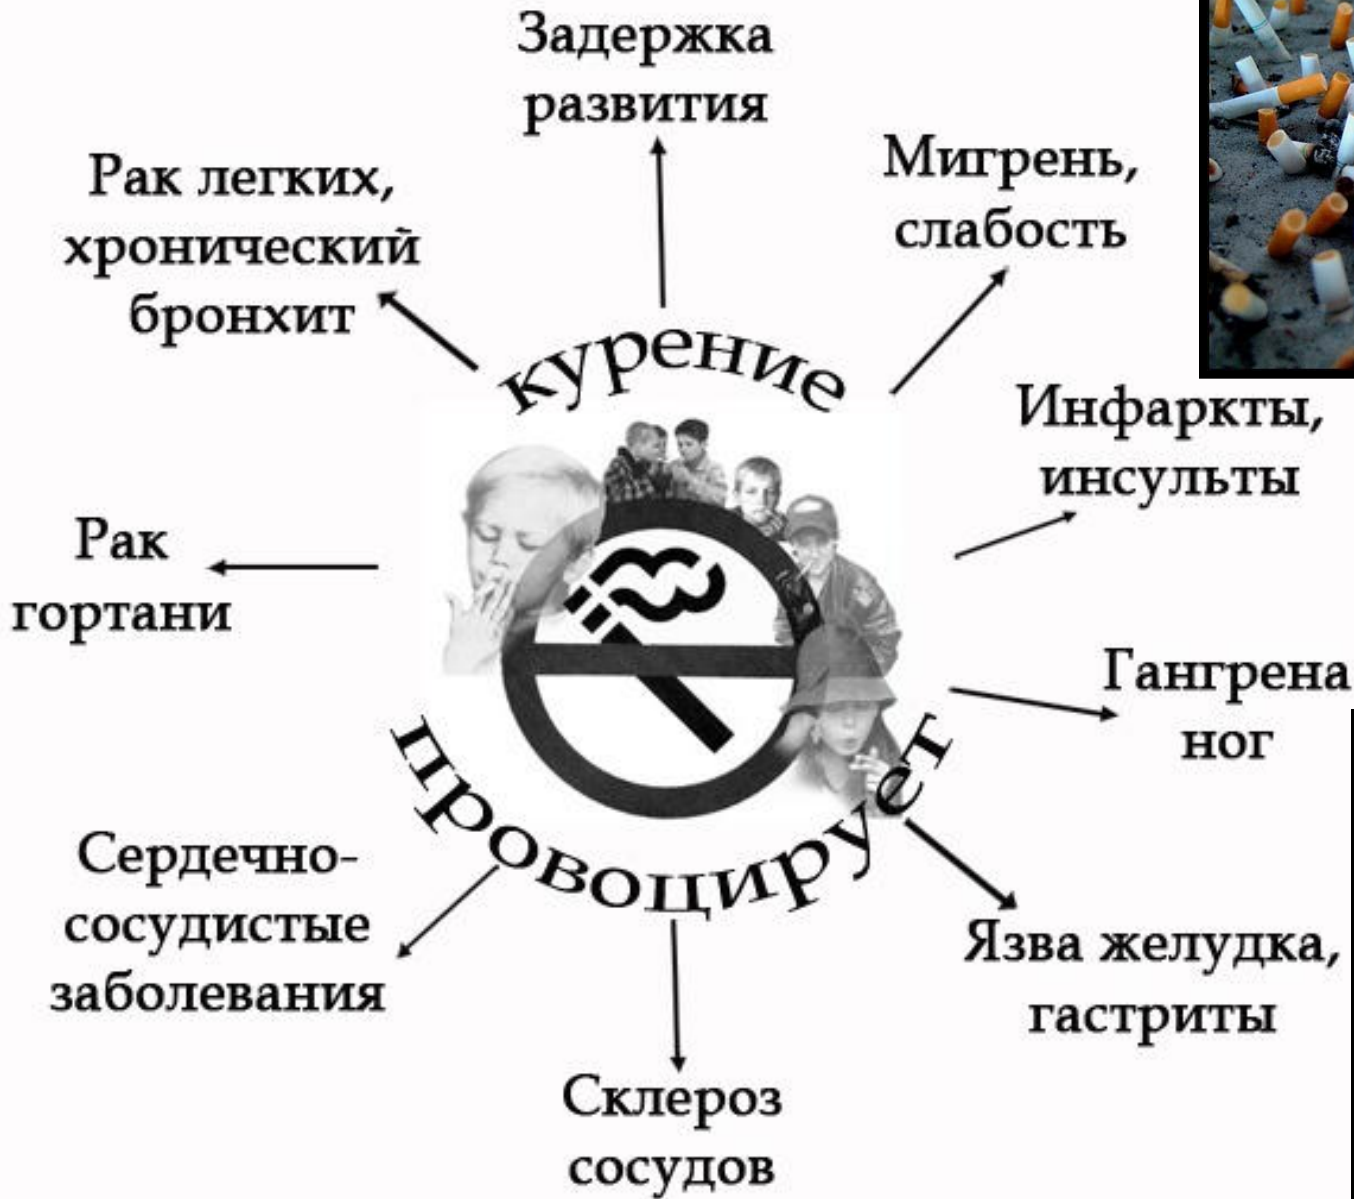 Задержка
развития
Мигрень,
слабость
Рак легких,
хронический
бронхит
курение
Инфаркты,
инсульты
Рак
гортани
Гангрена
ног
провоцирует
Сердечно-
сосудистые
заболевания
Язва желудка,
гастриты
Склероз
сосудов